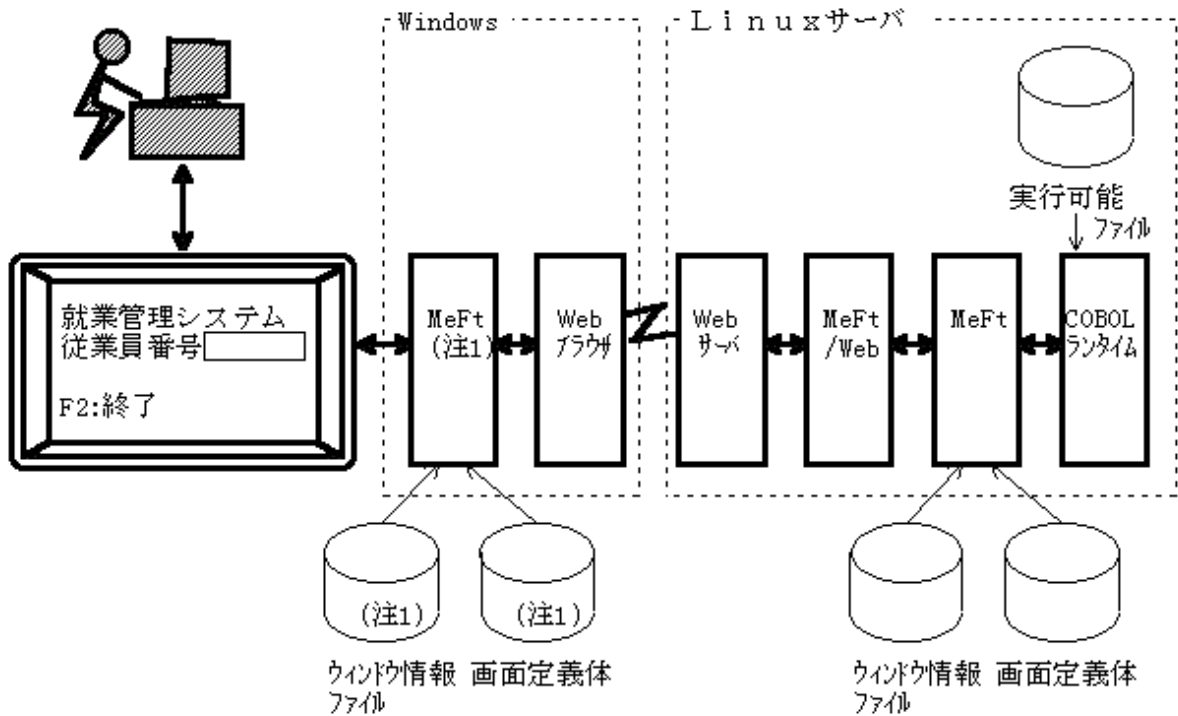 Windows
Ｌｉｎｕｘサーバ
実行可能
ﾌｧｲﾙ
就業管理システム
従業員番号
F2:終了
MeFt
(注1)
Web
ﾌﾞﾗｳｻﾞ
Web
ｻｰﾊﾞ
MeFt
/Web
MeFt
COBOL
ﾗﾝﾀｲﾑ
(注1)
(注1)
ｳｨﾝﾄﾞｳ情報
ﾌｧｲﾙ
画面定義体
ｳｨﾝﾄﾞｳ情報
ﾌｧｲﾙ
画面定義体